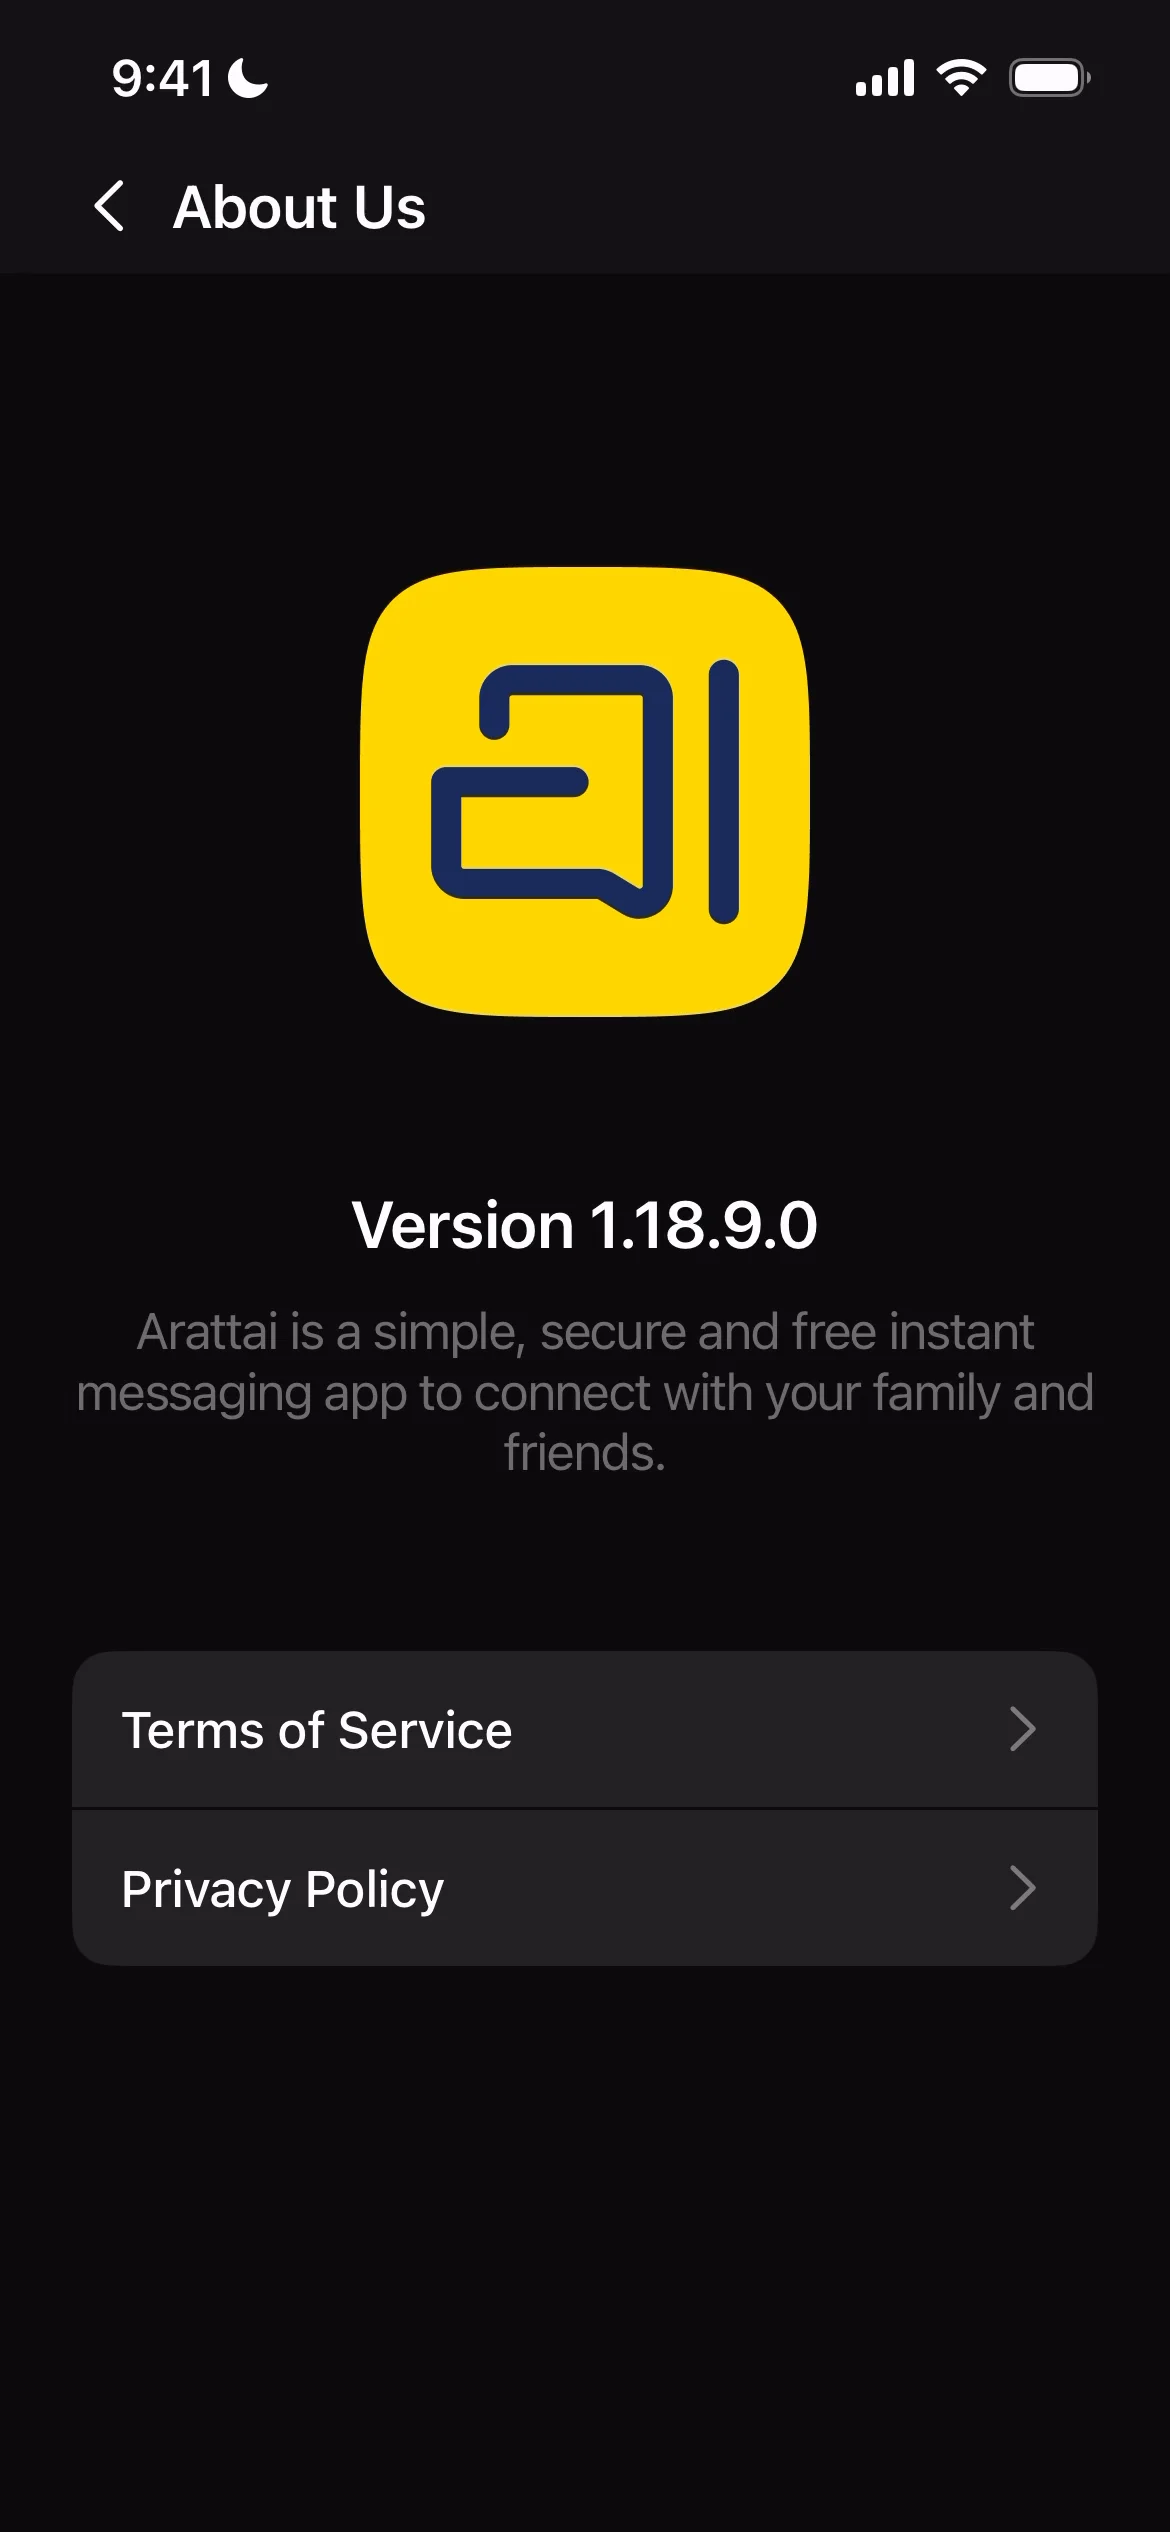 9:41
About Us
Version 1.18.9.0
Arattai is a simple, secure and free instant
messaging app to connect with your family and
friends.
Terms of Service
Privacy Policy